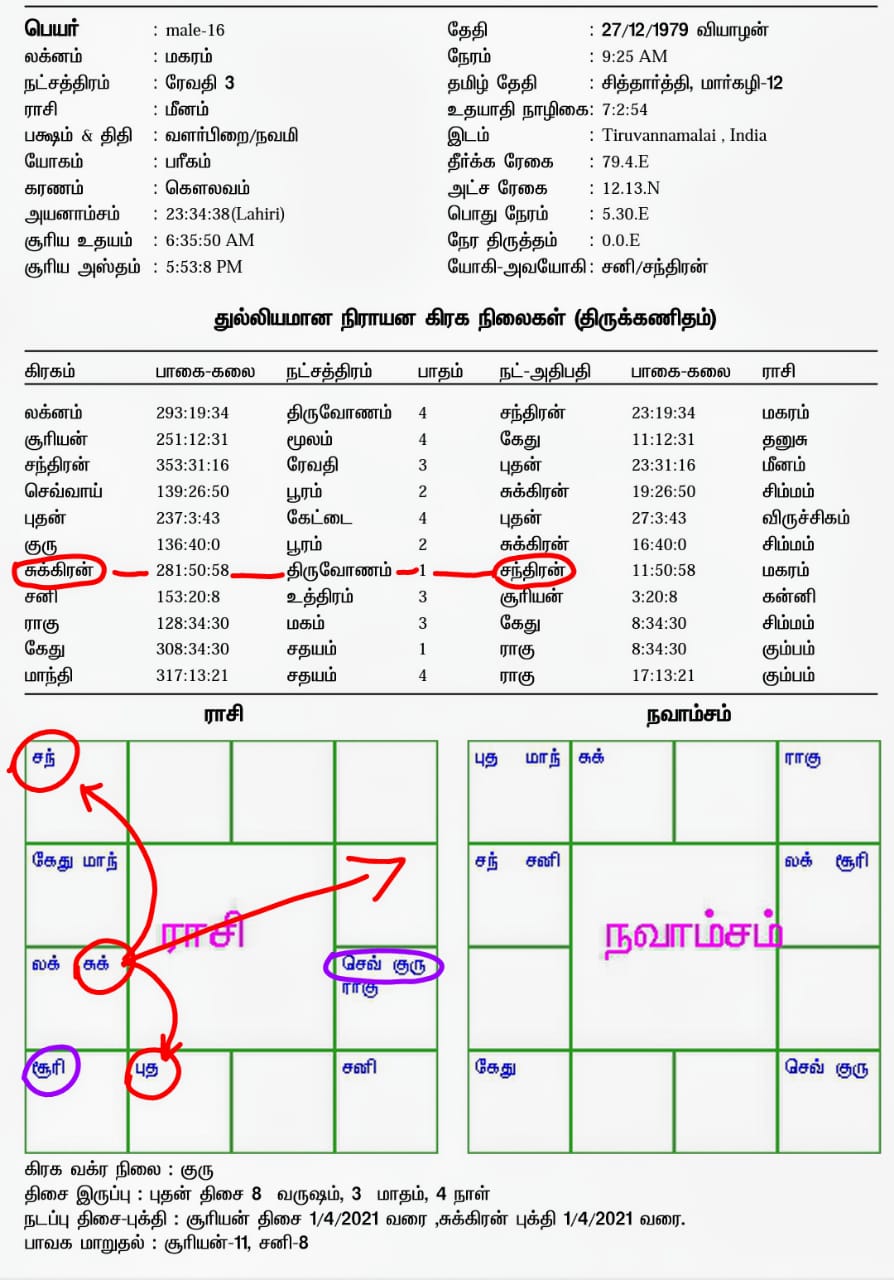 பெயர் : male-16 தேதி : 27/12/1979 வியாழன்
லக்னம் : மகரம் நேரம் : 9:25 AM
நட்சத்திரம் : ரேவதி 3 தமிழ் தேதி : சித்தார்த்தி, மார்கழி-12
ராசி : மீனம் உதயாதி நாழிகை: 7:2:54
பக்ஷம் & திதி : வளர்பிறை/நவமி இடம் : Tiruvannamalai , India
யோகம் : பரீகம் தீர்க்க ரேகை : 79.4.E
கரணம் : கௌலவம் அட்ச ரேகை : 12.13.N
அயனாம்சம் : 23:34:38(Lahiri) பொது நேரம் : 5.30.E
சூரிய உதயம் : 6:35:50 AM நேர திருத்தம் : 0.0.E
சூரிய அஸ்தம் : 5:53:8 PM யோகி-அவயோகி : சனி/சந்திரன்
துல்லியமான நிராயன கிரக நிலைகள் (திருக்கணிதம்)
கிரகம் பாகை-கலை நட்சத்திரம் பாதம் நட்-அதிபதி பாகை-கலை ராசி
லக்னம் 293:19:34 திருவோணம் 4 சந்திரன் 23:19:34 மகரம்
சூரியன் 251:12:31 மூலம் 4 கேது 11:12:31 தனுசு
சந்திரன் 353:31:16 ரேவதி 3 புதன் 23:31:16 மீனம்
செவ்வாய் 139:26:50 பூரம் 2 சுக்கிரன் 19:26:50 சிம்மம்
புதன் 237:3:43 கேட்டை 4 புதன் 27:3:43 விருச்சிகம்
குரு 136:40:0 பூரம் 2 சுக்கிரன் 16:40:0 சிம்மம்
சுக்கிரன் 281:50:58 திருவோணம் 1 சந்திரன் 11:50:58 மகரம்
சனி 153:20:8 உத்திரம் 3 சூரியன் 3:20:8 கன்னி
ராகு 128:34:30 மகம் 3 கேது 8:34:30 சிம்மம்
கேது 308:34:30 சதயம் 1 ராகு 8:34:30 கும்பம்
மாந்தி 317:13:21 சதயம் 4 ராகு 17:13:21 கும்பம்
ராசி நவாம்சம்
சந் புத மாந் சுக் ராகு
கேது மாந் சந் சனி லக் சூரி
ராசி நவாம்சம்
லக் சுக் செவ் குரு
ராகு
சூரி புத சனி கேது செவ் குரு
கிரக வக்ர நிலை : குரு
திசை இருப்பு : புதன் திசை 8 வருஷம், 3 மாதம், 4 நாள்
நடப்பு திசை-புக்தி : சூரியன் திசை 1/4/2021 வரை ,சுக்கிரன் புக்தி 1/4/2021 வரை.
பாவக மாறுதல் : சூரியன்-11, சனி-8